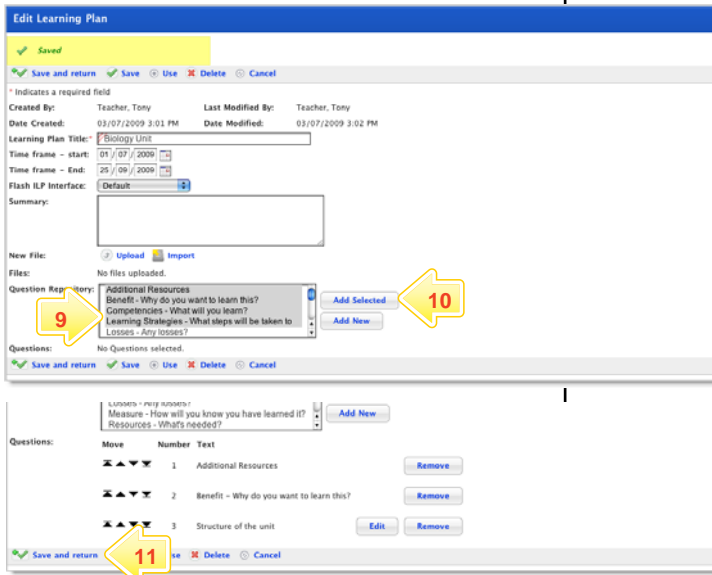 Edit Learning Plan
Saved
Save and return Save Use Delete Cancel
* Indicates a required field
Created By: Teacher, Tony Last Modified By: Teacher, Tony
Date Created: 03/07/2009 3:01 PM Date Modified: 03/07/2009 3:02 PM
Learning Plan Title:* Biology Unit
Time frame - start: 01 / 07 / 2009
Time frame - End: 25 / 09 / 2009
Flash ILP Interface: Default
Summary:
New File: Upload Import
Files: No files uploaded.
Question Repository: Additional Resources
Benefit - Why do you want to learn this?
Competencies - What will you learn?
Learning Strategies - What steps will be taken to
Losses - Any losses?
Add Selected
Add New
9
10
Questions: No Questions selected.
Save and return Save Use Delete Cancel
Losses - Any losses?
Measure - How will you know you have learned it? Add New
Resources - What's needed?
Questions: Move Number Text
1 Additional Resources Remove
2 Benefit - Why do you want to learn this? Remove
3 Structure of the unit Edit Remove
Save and return 11 se Delete Cancel